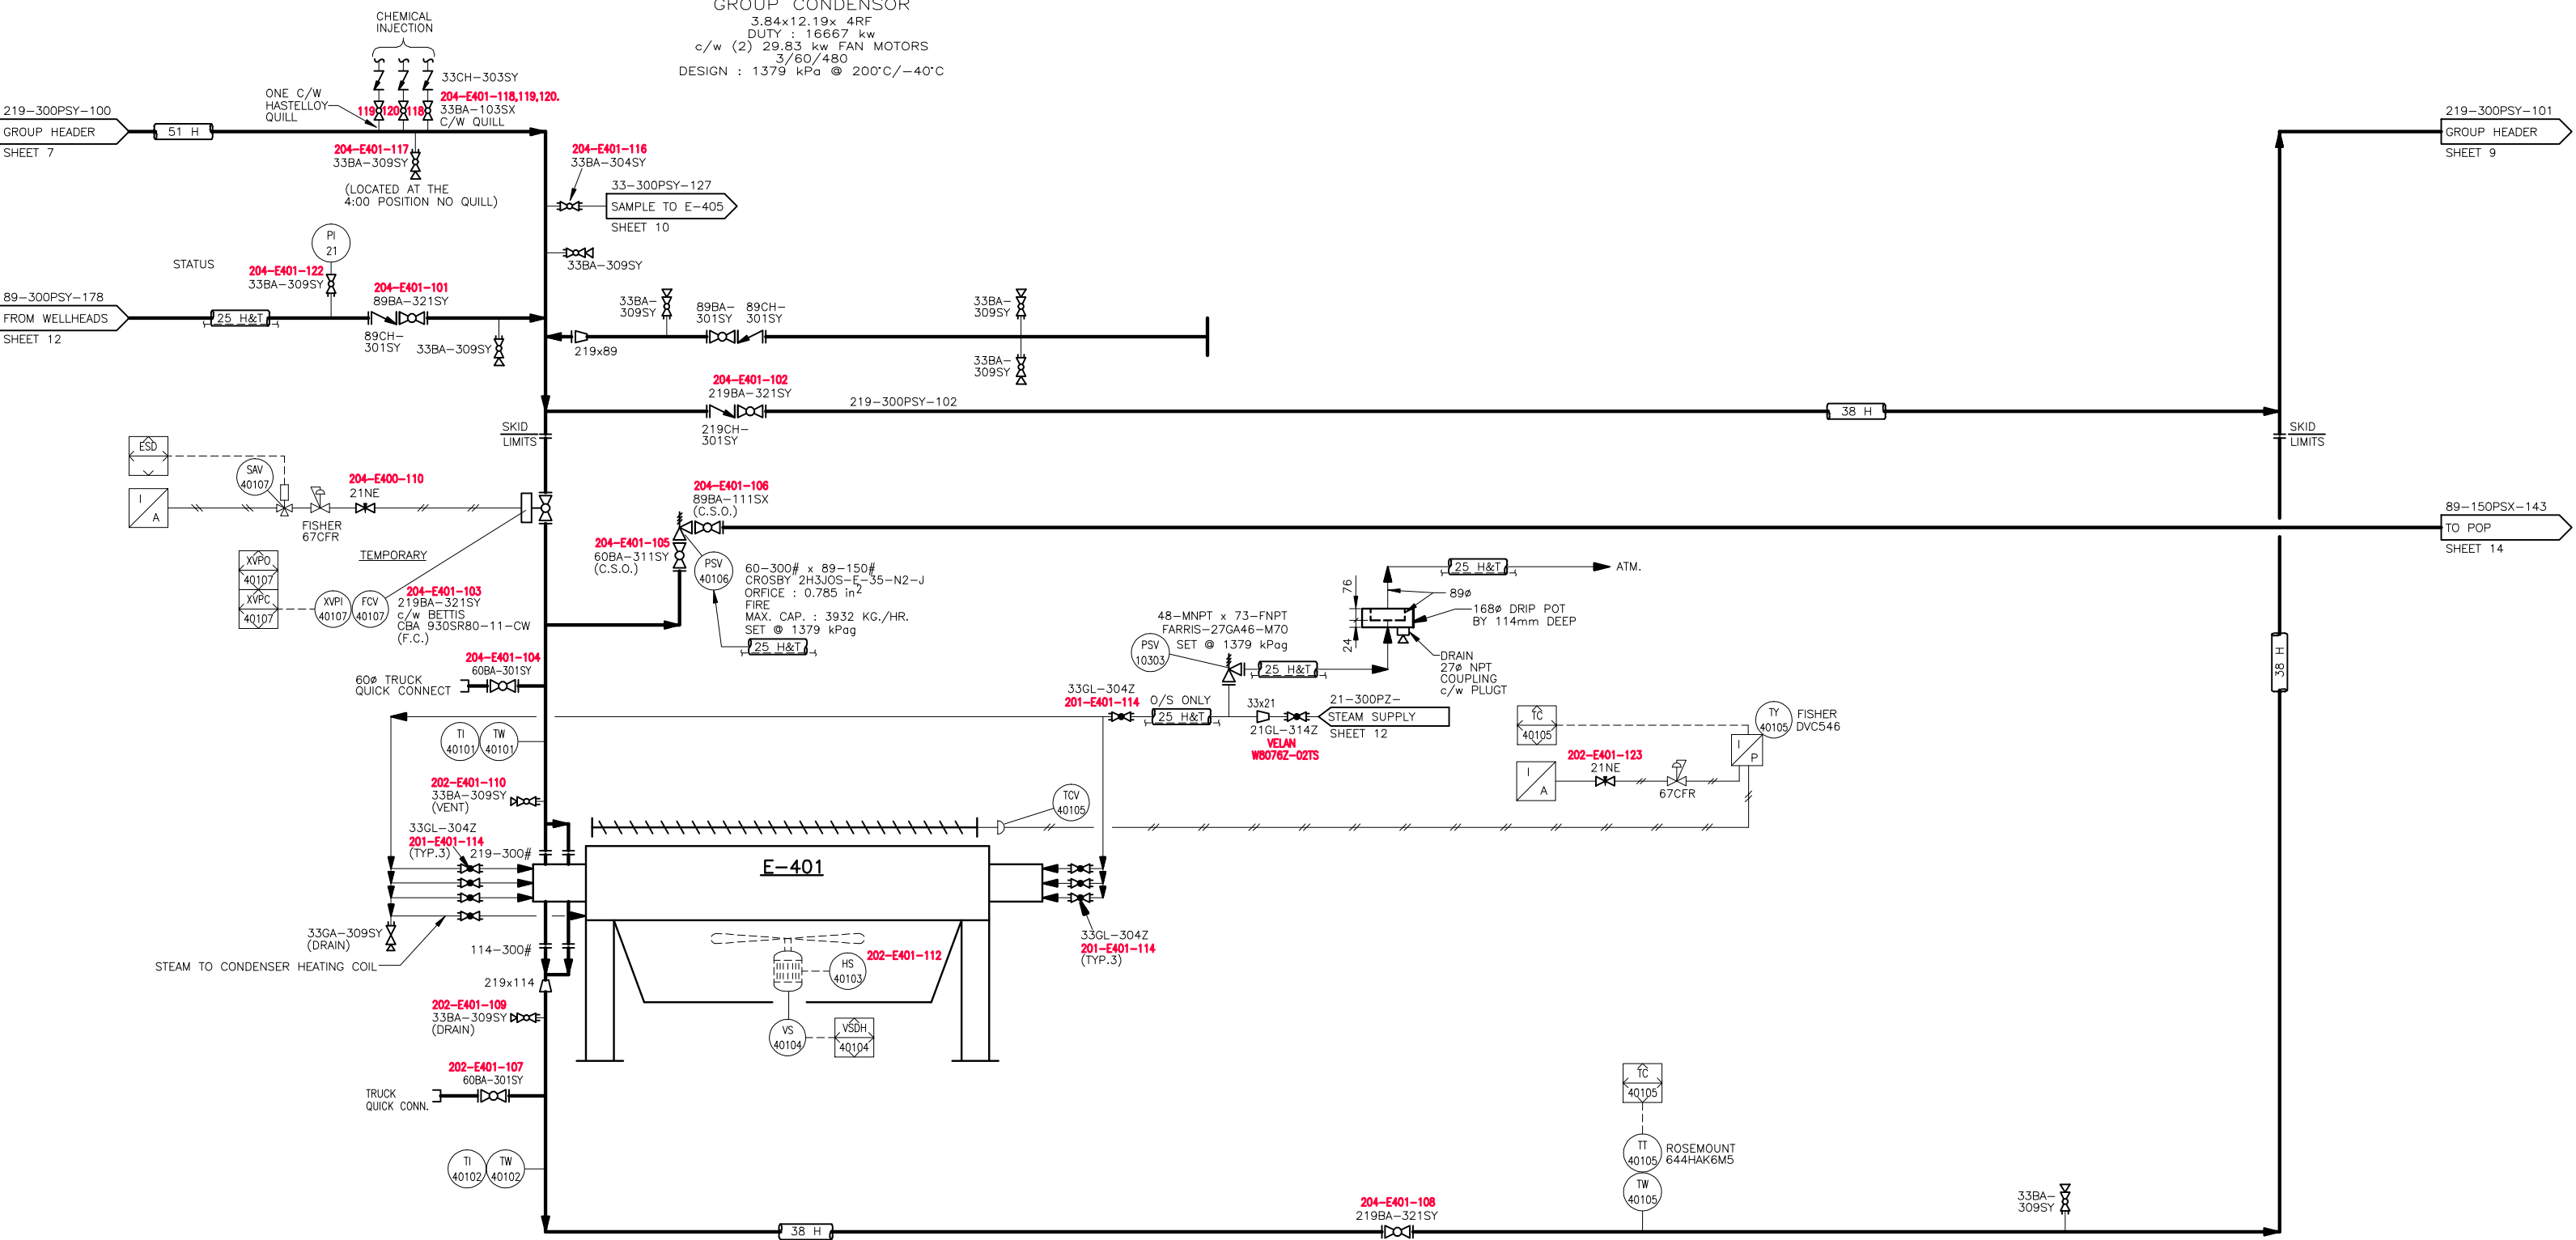 GROUP CONDENSOR
3.84x12.19x 4RF
DUTY : 16667 kw
c/w (2) 29.83 kw FAN MOTORS
3/60/480
DESIGN : 1379 kPa @ 200°C/-40°C
CHEMICAL
INJECTION
33CH-303SY
ONE C/W
HASTELLOY
QUILL
119 120 118
204-E401-118,119,120.
33BA-103SX
C/W QUILL
219-300PSY-100
GROUP HEADER
SHEET 7
51 H
204-E401-117
33BA-309SY
(LOCATED AT THE
4:00 POSITION NO QUILL)
204-E401-116
33BA-304SY
33-300PSY-127
SAMPLE TO E-405
SHEET 10
219-300PSY-101
GROUP HEADER
SHEET 9
PI
21
STATUS
204-E401-122
33BA-309SY
33BA-309SY
204-E401-101
89BA-321SY
89-300PSY-178
FROM WELLHEADS
SHEET 12
25 H&T
89CH-
301SY
33BA-309SY
33BA-
309SY
89BA-
301SY
89CH-
301SY
219x89
33BA-
309SY
33BA-
309SY
204-E401-102
219BA-321SY
219CH-
301SY
219-300PSY-102
38 H
SKID
LIMITS
SKID
LIMITS
ESD
SAV
40107
I
A
FISHER
67CFR
204-E400-110
21NE
TEMPORARY
XVPO
40107
XVPC
40107
XVPI
40107
FCV
40107
204-E401-103
219BA-321SY
c/w BETTIS
CBA 930SR80-11-CW
(F.C.)
204-E401-106
89BA-111SX
(C.S.O.)
204-E401-105
60BA-311SY
(C.S.O.)
PSV
40106
60-300# x 89-150#
CROSBY 2H3JOS-E-35-N2-J
ORFICE : 0.785 in2
FIRE
MAX. CAP. : 3932 KG./HR.
SET @ 1379 kPag
25 H&T
89-150PSX-143
TO POP
SHEET 14
25 H&T
ATM.
76
24
89ø
168ø DRIP POT
BY 114mm DEEP
48-MNPT x 73-FNPT
FARRIS-27GA46-M70
SET @ 1379 kPag
PSV
10303
25 H&T
DRAIN
27ø NPT
COUPLING
c/w PLUGT
204-E401-104
60BA-301SY
60ø TRUCK
QUICK CONNECT
33GL-304Z
201-E401-114
O/S ONLY
25 H&T
33x21
21GL-314Z
VELAN
W8076Z-02TS
21-300PZ-
STEAM SUPPLY
SHEET 12
38 H
TC
40105
TY
40105
FISHER
DVC546
I
P
I
A
202-E401-123
21NE
67CFR
TI
40101
TW
40101
202-E401-110
33BA-309SY
(VENT)
TCV
40105
33GL-304Z
201-E401-114
(TYP.3)
219-300#
E-401
33GA-309SY
(DRAIN)
114-300#
STEAM TO CONDENSER HEATING COIL
219x114
202-E401-112
HS
40103
33GL-304Z
201-E401-114
(TYP.3)
202-E401-109
33BA-309SY
(DRAIN)
VS
40104
VSDH
40104
202-E401-107
60BA-301SY
TRUCK
QUICK CONN.
TI
40102
TW
40102
TC
40105
TT
40105
ROSEMOUNT
644HAK6M5
TW
40105
204-E401-108
219BA-321SY
33BA-
309SY
38 H